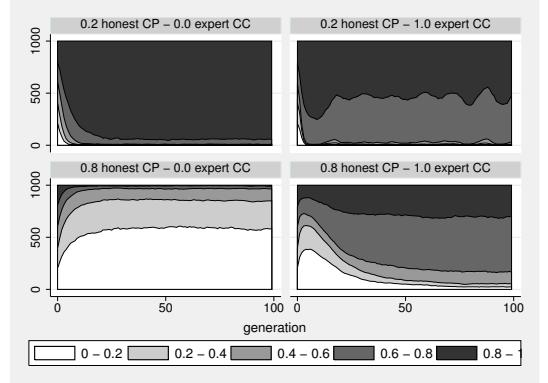 0.2 honest CP − 0.0 expert CC
0.2 honest CP − 1.0 expert CC
1000
500
0
0.8 honest CP − 0.0 expert CC
0.8 honest CP − 1.0 expert CC
1000
500
0
0 50 100 0 50 100
generation
0 − 0.2 0.2 − 0.4 0.4 − 0.6 0.6 − 0.8 0.8 −